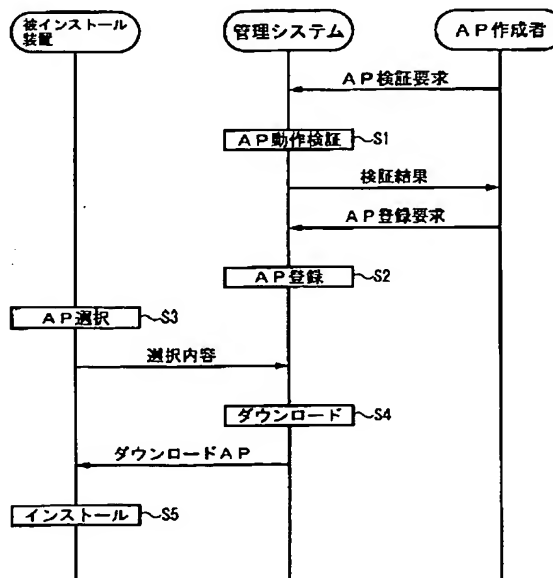 被インストール
装置
管理システム
ＡＰ作成者
ＡＰ検証要求
ＡＰ動作検証
S1
検証結果
ＡＰ登録要求
ＡＰ登録
S2
ＡＰ選択
S3
選択内容
ダウンロード
S4
ダウンロードＡＰ
インストール
S5